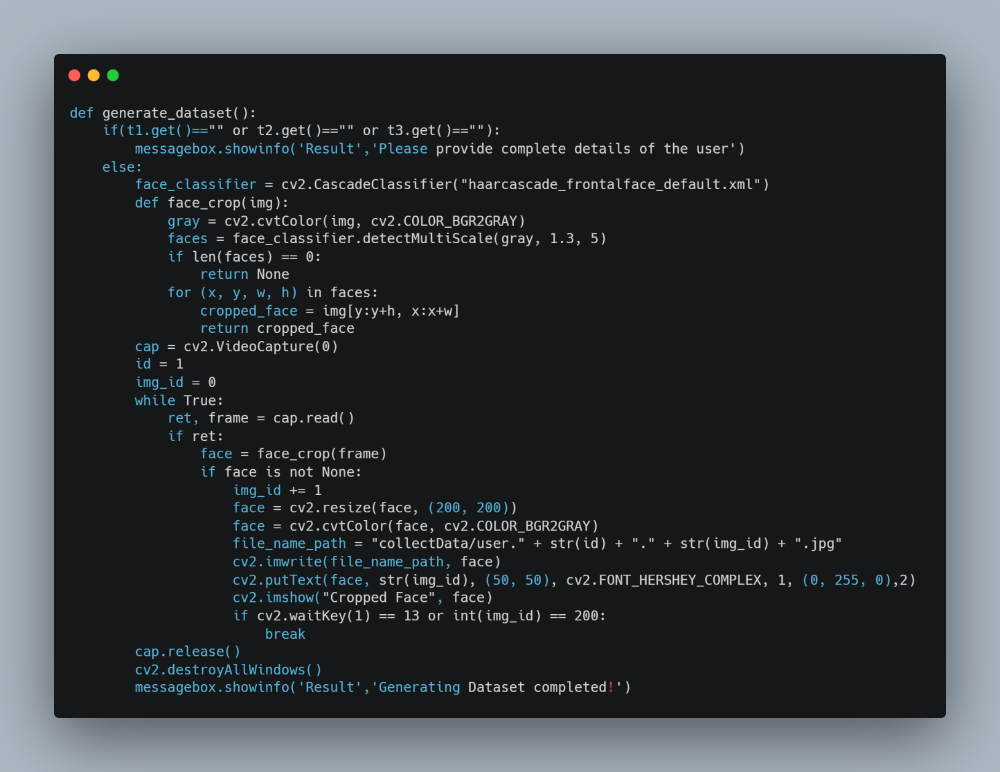 def generate_dataset():
    if(t1.get()=="" or t2.get()=="" or t3.get()==""):
        messagebox.showinfo('Result','Please provide complete details of the user')
    else:
        face_classifier = cv2.CascadeClassifier("haarcascade_frontalface_default.xml")
        def face_crop(img):
            gray = cv2.cvtColor(img, cv2.COLOR_BGR2GRAY)
            faces = face_classifier.detectMultiScale(gray, 1.3, 5)
            if len(faces) == 0:
                return None
            for (x, y, w, h) in faces:
                cropped_face = img[y:y+h, x:x+w]
                return cropped_face
        cap = cv2.VideoCapture(0)
        id = 1
        img_id = 0
        while True:
            ret, frame = cap.read()
            if ret:
                face = face_crop(frame)
                if face is not None:
                    img_id += 1
                    face = cv2.resize(face, (200, 200))
                    face = cv2.cvtColor(face, cv2.COLOR_BGR2GRAY)
                    file_name_path = "collectData/user." + str(id) + "." + str(img_id) + ".jpg"
                    cv2.imwrite(file_name_path, face)
                    cv2.putText(face, str(img_id), (50, 50), cv2.FONT_HERSHEY_COMPLEX, 1, (0, 255, 0),2)
                    cv2.imshow("Cropped Face", face)
                    if cv2.waitKey(1) == 13 or int(img_id) == 200:
                        break
        cap.release()
        cv2.destroyAllWindows()
        messagebox.showinfo('Result','Generating Dataset completed!')